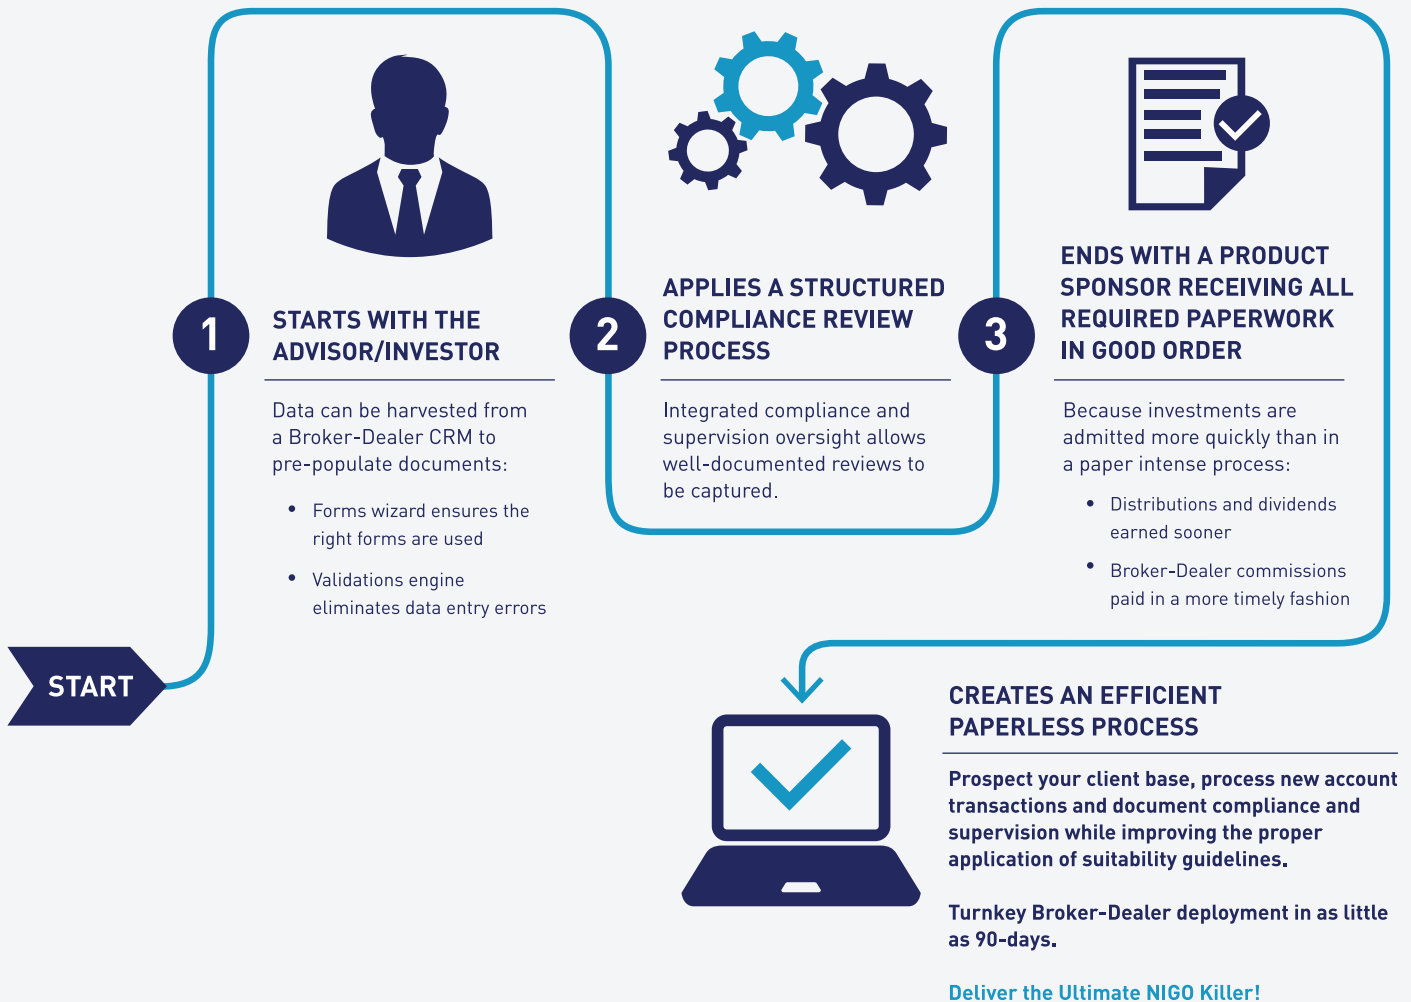 START
1
STARTS WITH THE
ADVISOR/INVESTOR
Data can be harvested from
a Broker-Dealer CRM to
pre-populate documents:
• Forms wizard ensures the
right forms are used
• Validations engine
eliminates data entry errors
2
APPLIES A STRUCTURED
COMPLIANCE REVIEW
PROCESS
Integrated compliance and
supervision oversight allows
well-documented reviews to
be captured.
3
ENDS WITH A PRODUCT
SPONSOR RECEIVING ALL
REQUIRED PAPERWORK
IN GOOD ORDER
Because investments are
admitted more quickly than in
a paper intense process:
• Distributions and dividends
earned sooner
• Broker-Dealer commissions
paid in a more timely fashion
CREATES AN EFFICIENT
PAPERLESS PROCESS
Prospect your client base, process new account
transactions and document compliance and
supervision while improving the proper
application of suitability guidelines.
Turnkey Broker-Dealer deployment in as little
as 90-days.
Deliver the Ultimate NIGO Killer!